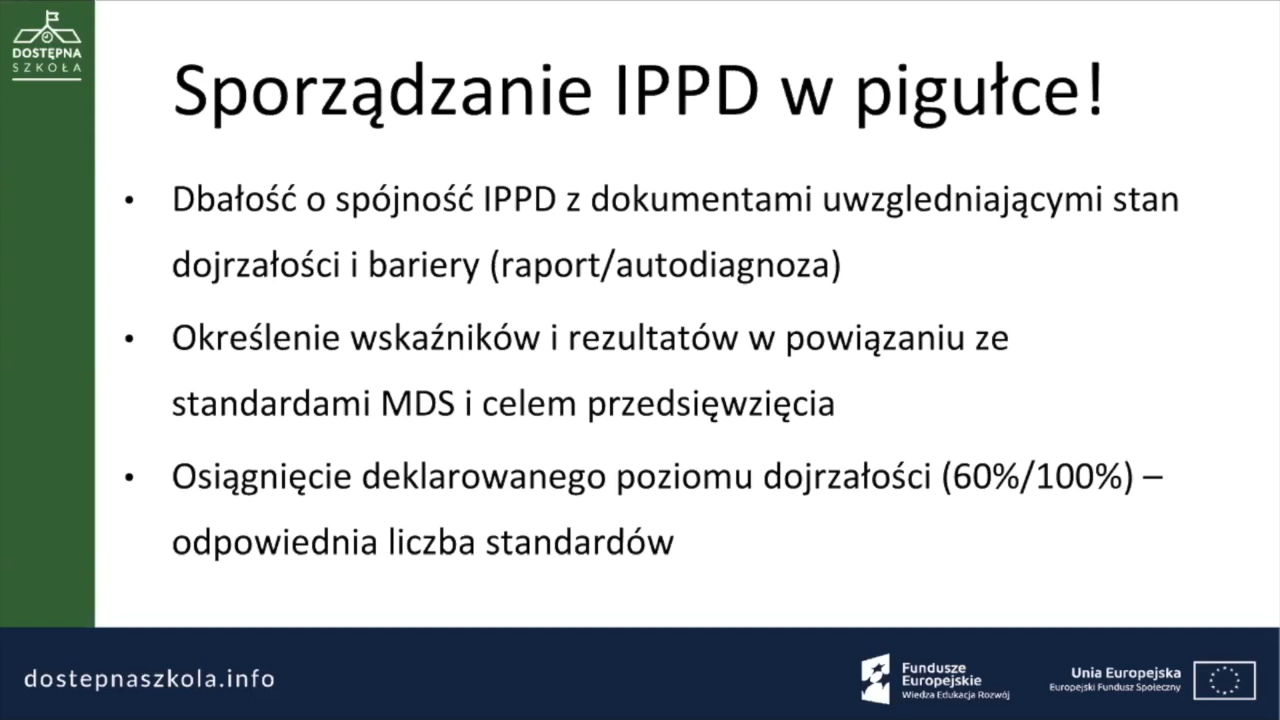 DOSTĘPNA
SZKOŁA
Sporządzanie IPPD w pigułce!
• Dbałość o spójność IPPD z dokumentami uwzgledniającymi stan
dojrzałości i bariery (raport/autodiagnoza)
• Określenie wskaźników i rezultatów w powiązaniu ze
standardami MDS i celem przedsięwzięcia
• Osiągnięcie deklarowanego poziomu dojrzałości (60%/100%) –
odpowiednia liczba standardów
dostepnaszkola.info
Fundusze
Europejskie
Wiedza Edukacja Rozwój
Unia Europejska
Europejski Fundusz Społeczny